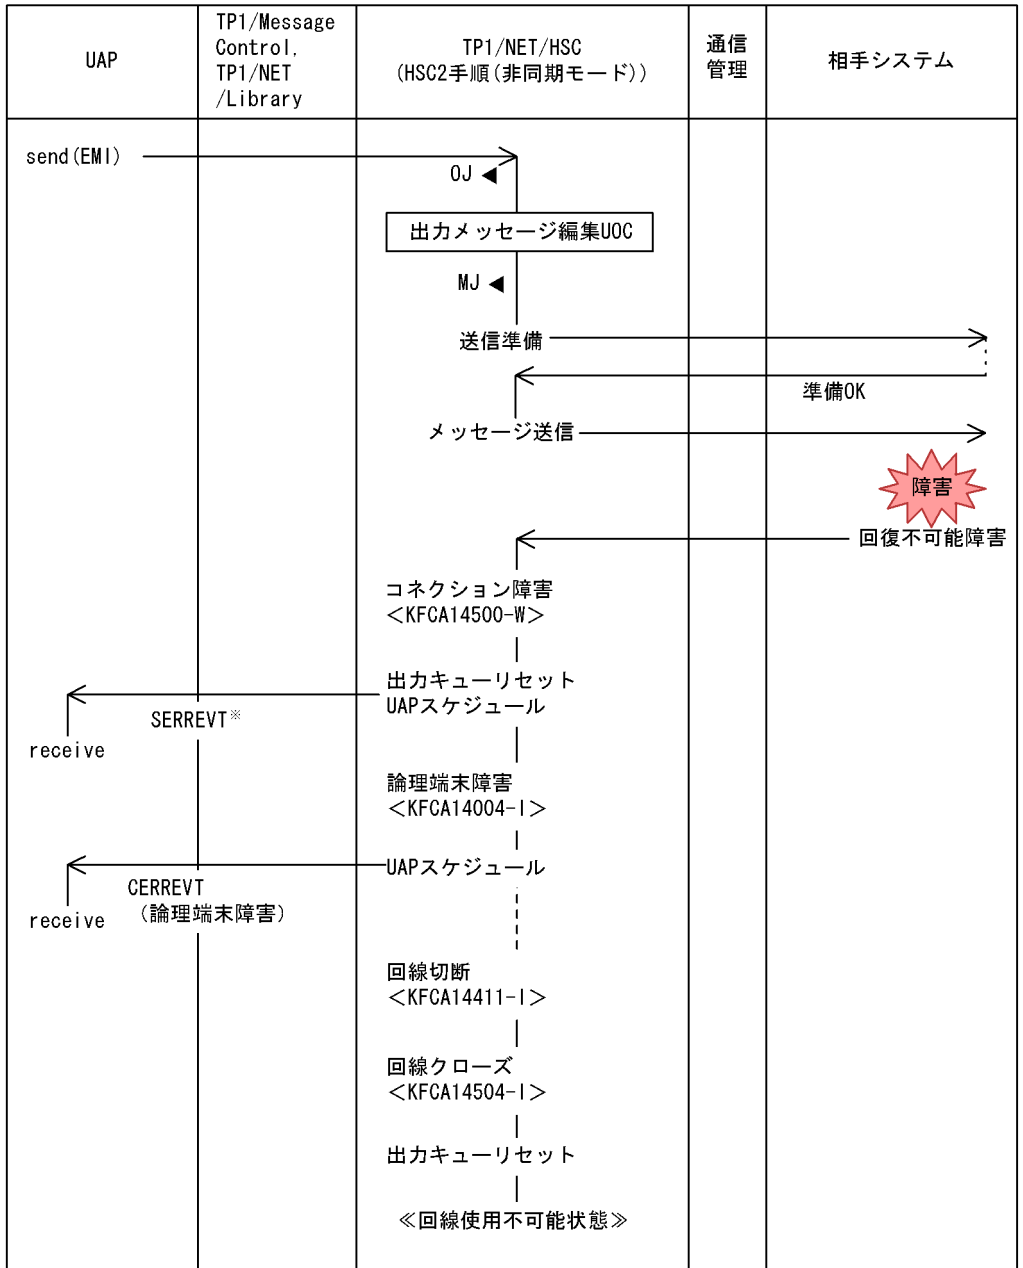 UAP
TP1/Message
Control,
TP1/NET
/Library
TP1/NET/HSC
(HSC2手順(非同期モード))
通信
管理
相手システム
send(EMI)
OJ
出力メッセージ編集UOC
MJ
送信準備
準備OK
メッセージ送信
障害
回復不可能障害
コネクション障害
<KFCA14500-W>
出力キューリセット
UAPスケジュール
SERREVT※
receive
論理端末障害
<KFCA14004-I>
UAPスケジュール
CERREVT
(論理端末障害)
receive
回線切断
<KFCA14411-I>
回線クローズ
<KFCA14504-I>
出力キューリセット
≪回線使用不可能状態≫